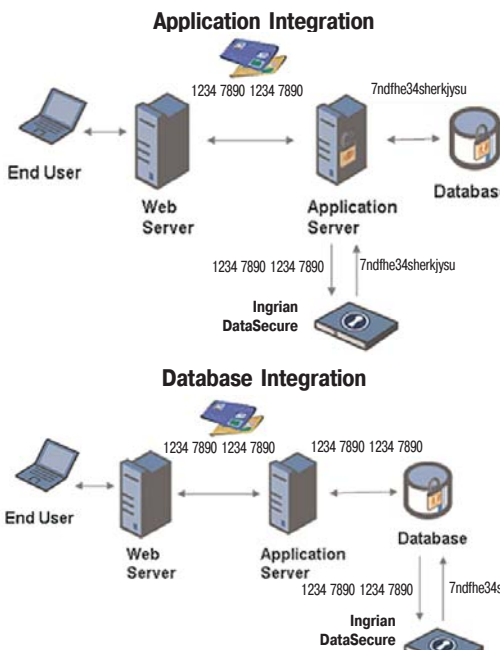 Application Integration
1234 7890 1234 7890
7ndfhe34sherkjysu
End User
Web
Server
Application
Server
Database
1234 7890 1234 7890
7ndfhe34sherkjysu
Ingrian
DataSecure
Database Integration
1234 7890 1234 7890
1234 7890 1234 7890
End User
Web
Server
Application
Server
Database
1234 7890 1234 7890
7ndfhe34s
Ingrian
DataSecure